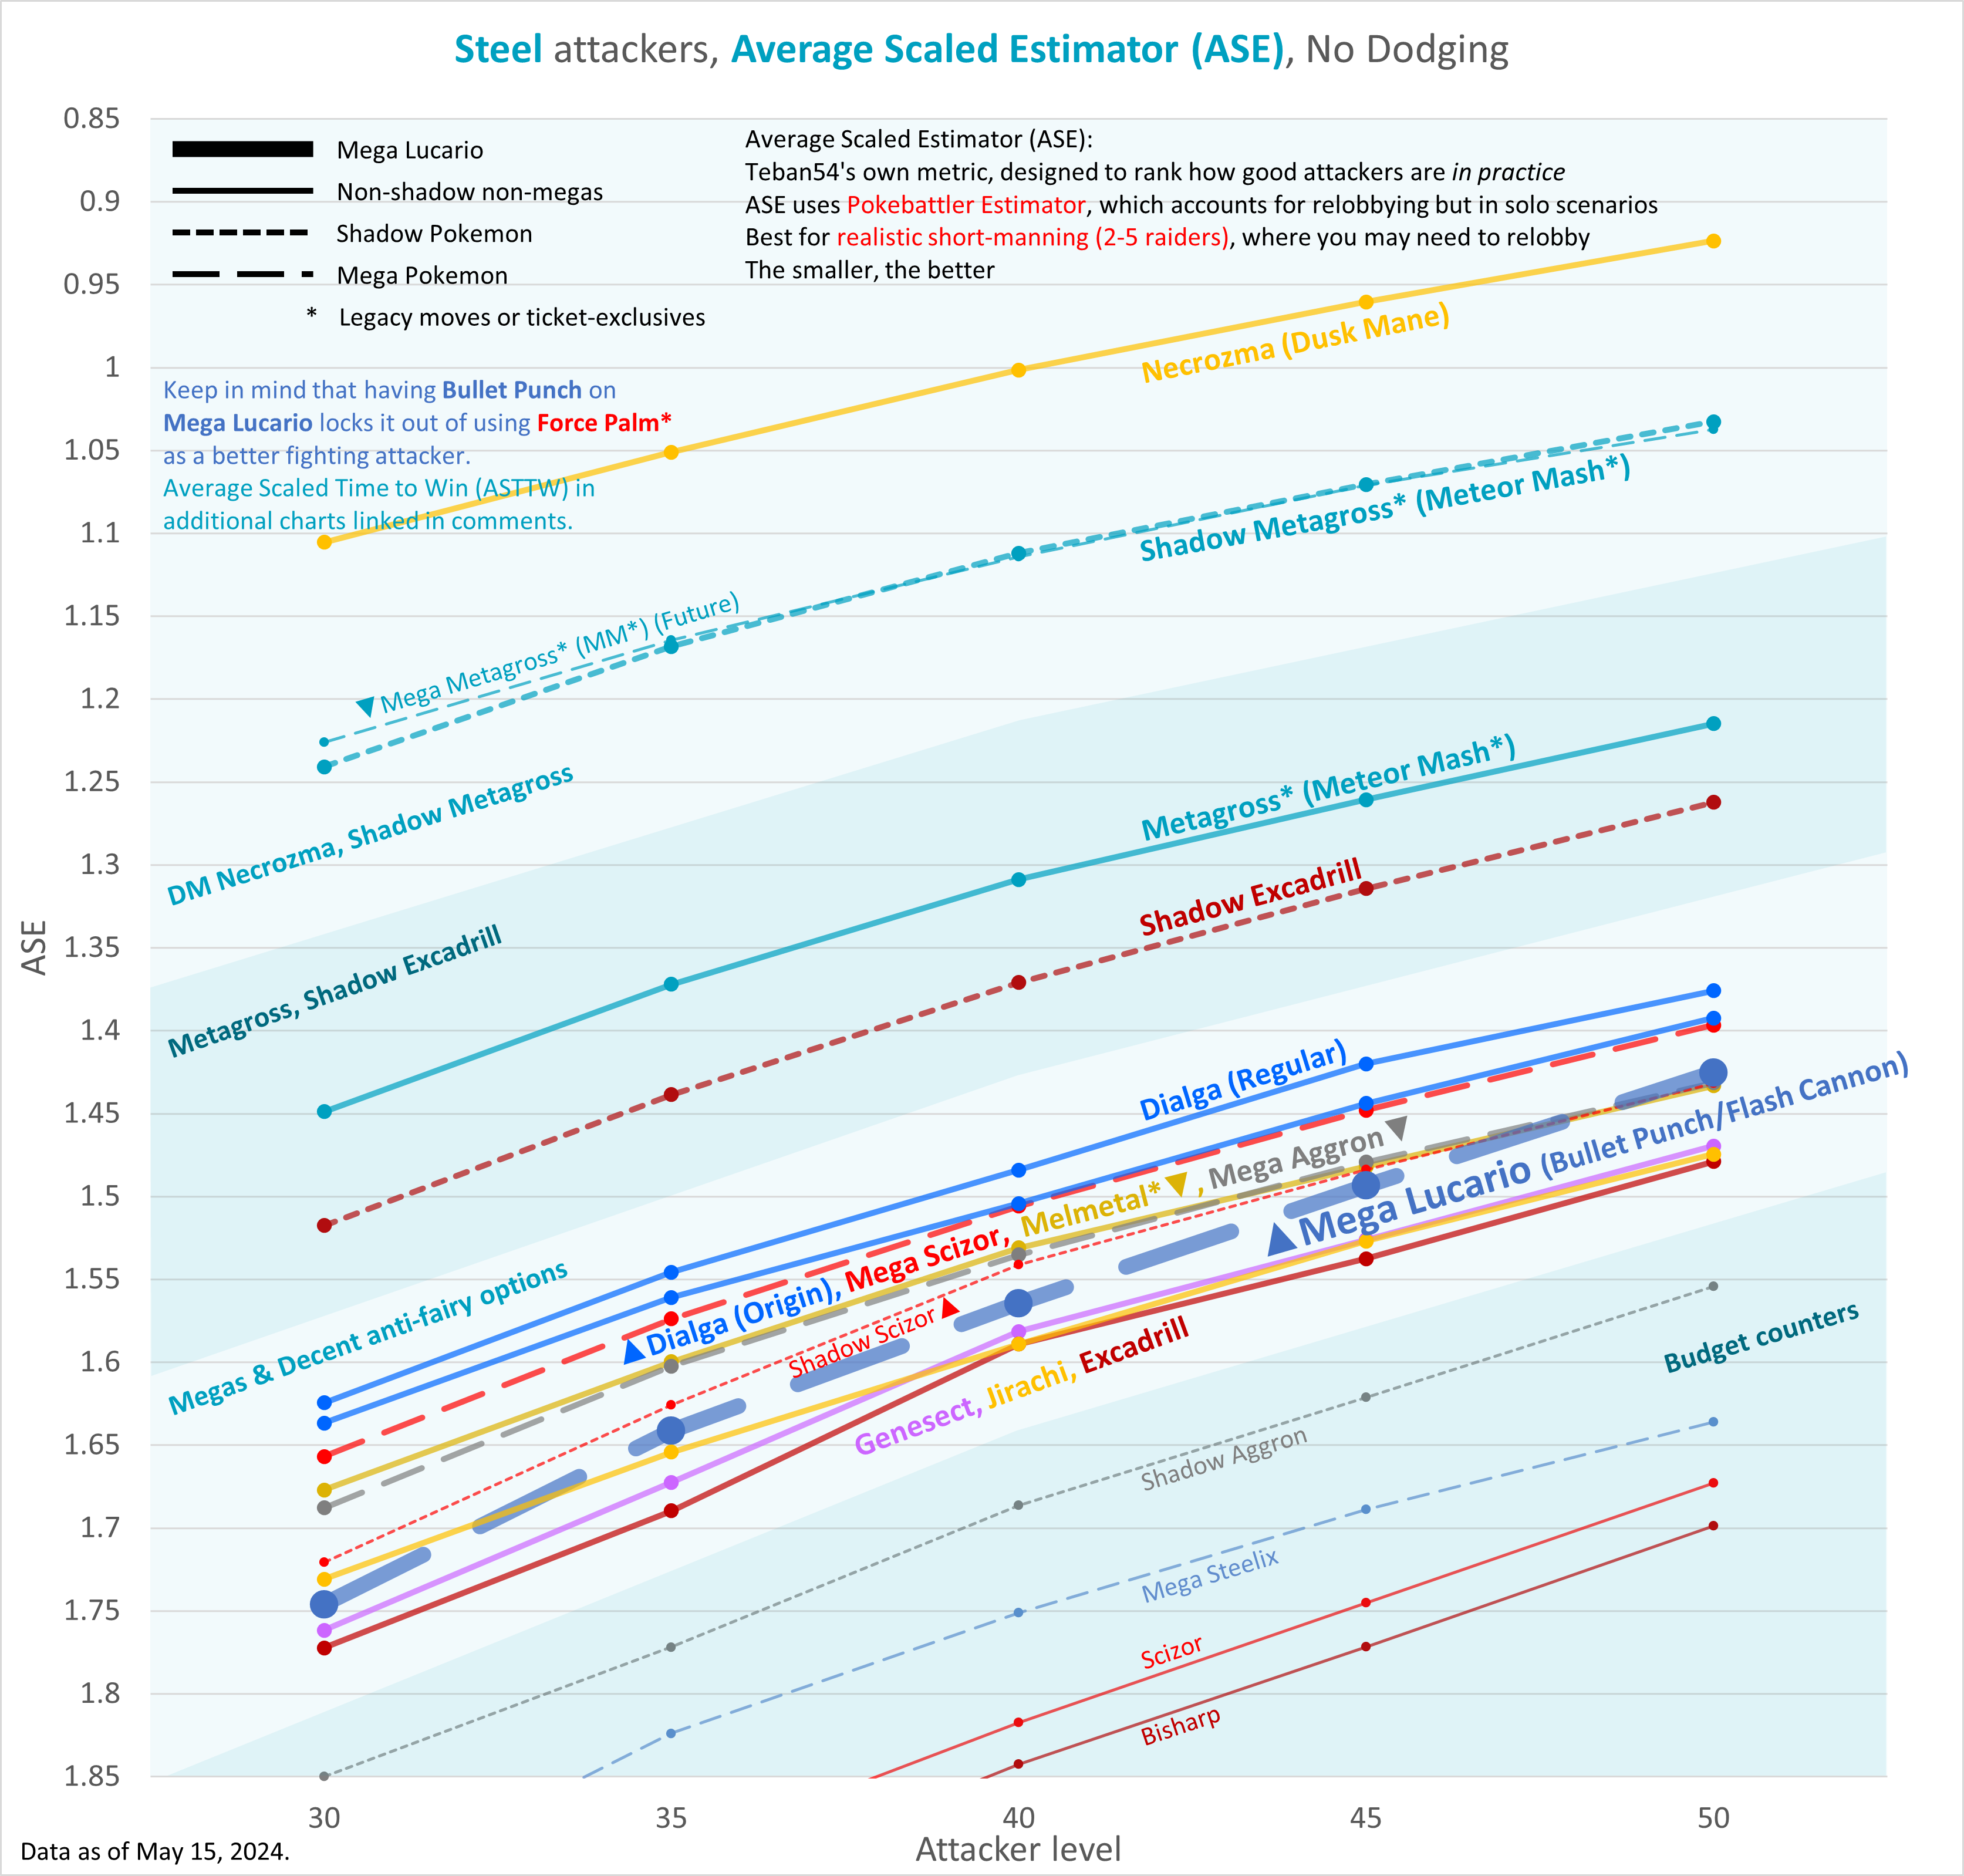 Steel attackers, Average Scaled Estimator (ASE), No Dodging
Mega Lucario
Non-shadow non-megas
Shadow Pokemon
Mega Pokemon
* Legacy moves or ticket-exclusives
Average Scaled Estimator (ASE):
Teban54's own metric, designed to rank how good attackers are in practice
ASE uses Pokebattler Estimator, which accounts for relobbying but in solo scenarios
Best for realistic short-manning (2-5 raiders), where you may need to relobby
The smaller, the better
Keep in mind that having Bullet Punch on
Mega Lucario locks it out of using Force Palm*
as a better fighting attacker.
Average Scaled Time to Win (ASTTW) in
additional charts linked in comments.
Necrozma (Dusk Mane)
Shadow Metagross* (Meteor Mash*)
▼Mega Metagross* (MM*) (Future)
DM Necrozma, Shadow Metagross
Metagross* (Meteor Mash*)
Shadow Excadrill
Metagross, Shadow Excadrill
Dialga (Regular)
▲Dialga (Origin), Mega Scizor, Melmetal*▼, Mega Aggron▼
▲Mega Lucario (Bullet Punch/Flash Cannon)
Shadow Scizor▲
Megas & Decent anti-fairy options
Genesect, Jirachi, Excadrill
Budget counters
Shadow Aggron
Mega Steelix
Scizor
Bisharp
ASE
0.85
0.9
0.95
1
1.05
1.1
1.15
1.2
1.25
1.3
1.35
1.4
1.45
1.5
1.55
1.6
1.65
1.7
1.75
1.8
1.85
30 35 40 45 50
Attacker level
Data as of May 15, 2024.